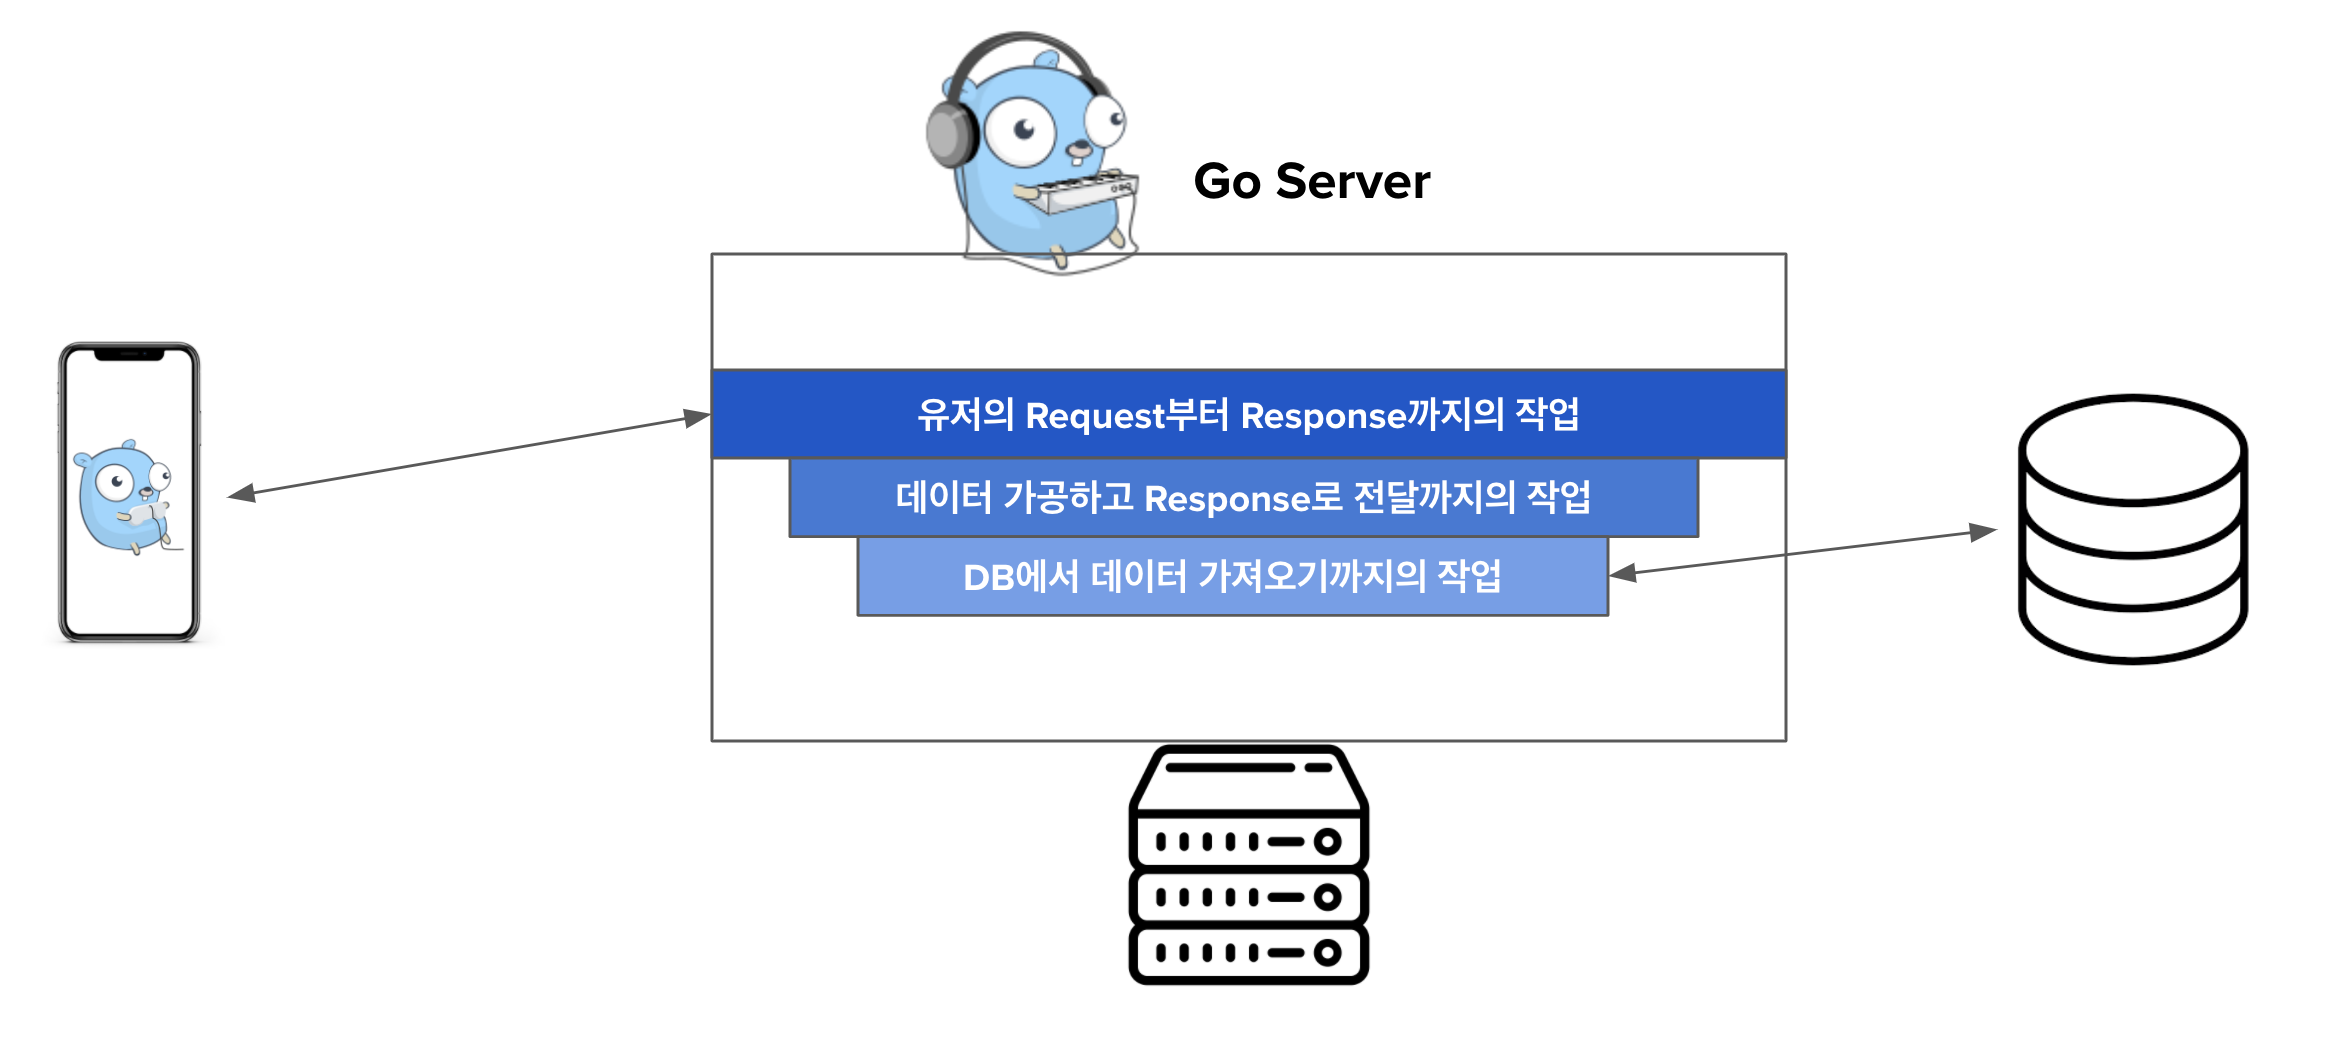 Go Server
유저의 Request부터 Response까지의 작업
데이터 가공하고 Response로 전달까지의 작업
DB에서 데이터 가져오기까지의 작업